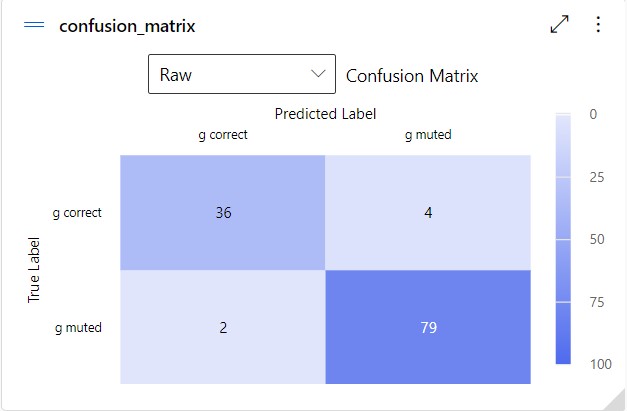 confusion_matrix
Raw
Confusion Matrix
Predicted Label
g correct
g muted
0
25
50
75
100
True Label
g correct
36
4
g muted
2
79